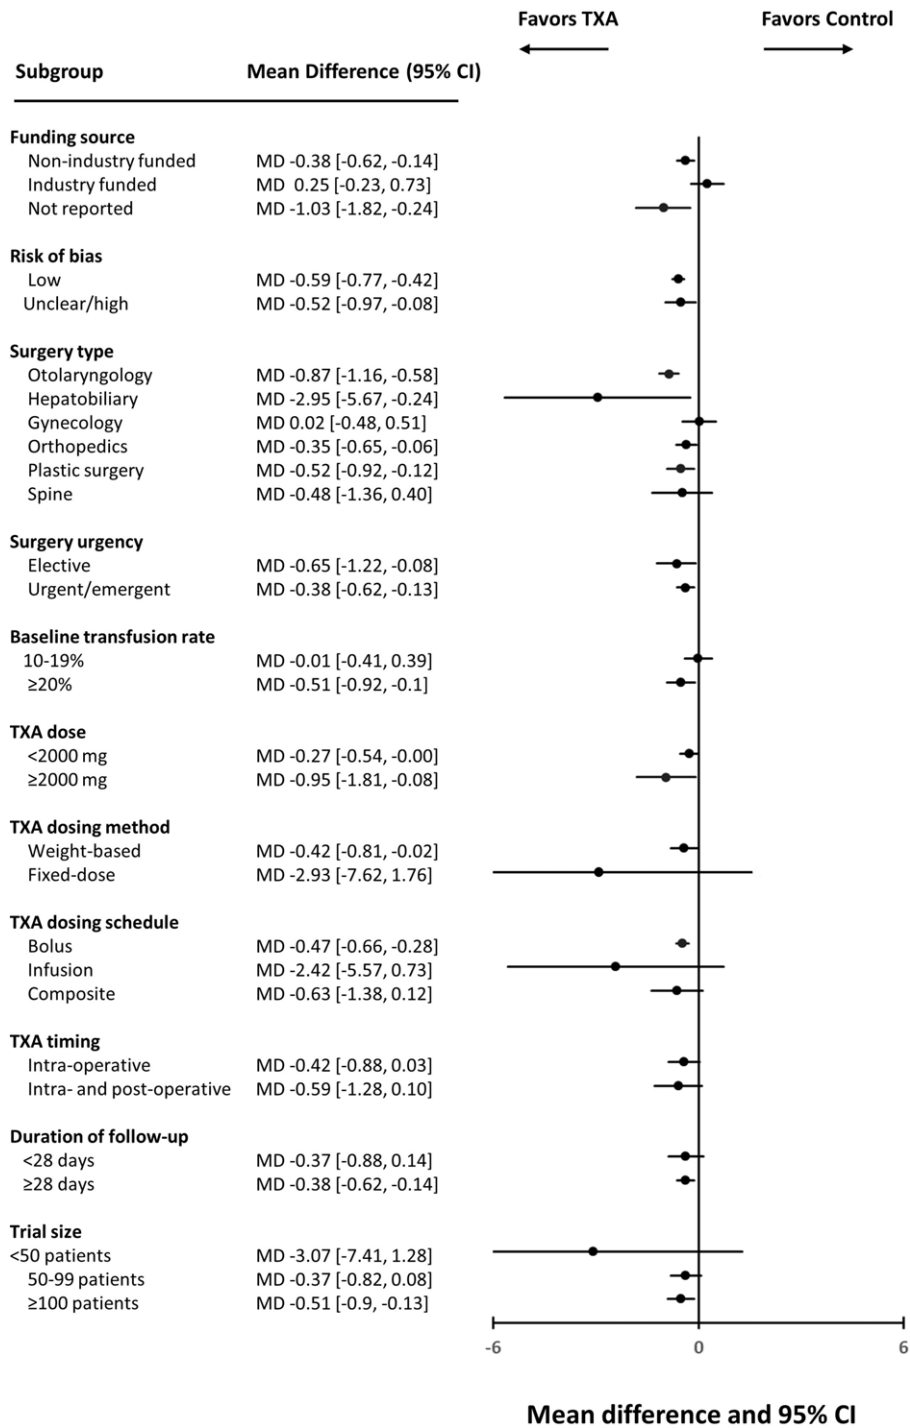 Favors TXA Favors Control
Subgroup Mean Difference (95% CI)
Funding source
Non-industry funded MD -0.38 [-0.62, -0.14]
Industry funded MD 0.25 [-0.23, 0.73]
Not reported MD -1.03 [-1.82, -0.24]
Risk of bias
Low MD -0.59 [-0.77, -0.42]
Unclear/high MD -0.52 [-0.97, -0.08]
Surgery type
Otolaryngology MD -0.87 [-1.16, -0.58]
Hepatobiliary MD -2.95 [-5.67, -0.24]
Gynecology MD 0.02 [-0.48, 0.51]
Orthopedics MD -0.35 [-0.65, -0.06]
Plastic surgery MD -0.52 [-0.92, -0.12]
Spine MD -0.48 [-1.36, 0.40]
Surgery urgency
Elective MD -0.65 [-1.22, -0.08]
Urgent/emergent MD -0.38 [-0.62, -0.13]
Baseline transfusion rate
10-19% MD -0.01 [-0.41, 0.39]
≥20% MD -0.51 [-0.92, -0.1]
TXA dose
<2000 mg MD -0.27 [-0.54, -0.00]
≥2000 mg MD -0.95 [-1.81, -0.08]
TXA dosing method
Weight-based MD -0.42 [-0.81, -0.02]
Fixed-dose MD -2.93 [-7.62, 1.76]
TXA dosing schedule
Bolus MD -0.47 [-0.66, -0.28]
Infusion MD -2.42 [-5.57, 0.73]
Composite MD -0.63 [-1.38, 0.12]
TXA timing
Intra-operative MD -0.42 [-0.88, 0.03]
Intra- and post-operative MD -0.59 [-1.28, 0.10]
Duration of follow-up
<28 days MD -0.37 [-0.88, 0.14]
≥28 days MD -0.38 [-0.62, -0.14]
Trial size
<50 patients MD -3.07 [-7.41, 1.28]
50-99 patients MD -0.37 [-0.82, 0.08]
≥100 patients MD -0.51 [-0.9, -0.13]
-6 0 6
Mean difference and 95% CI